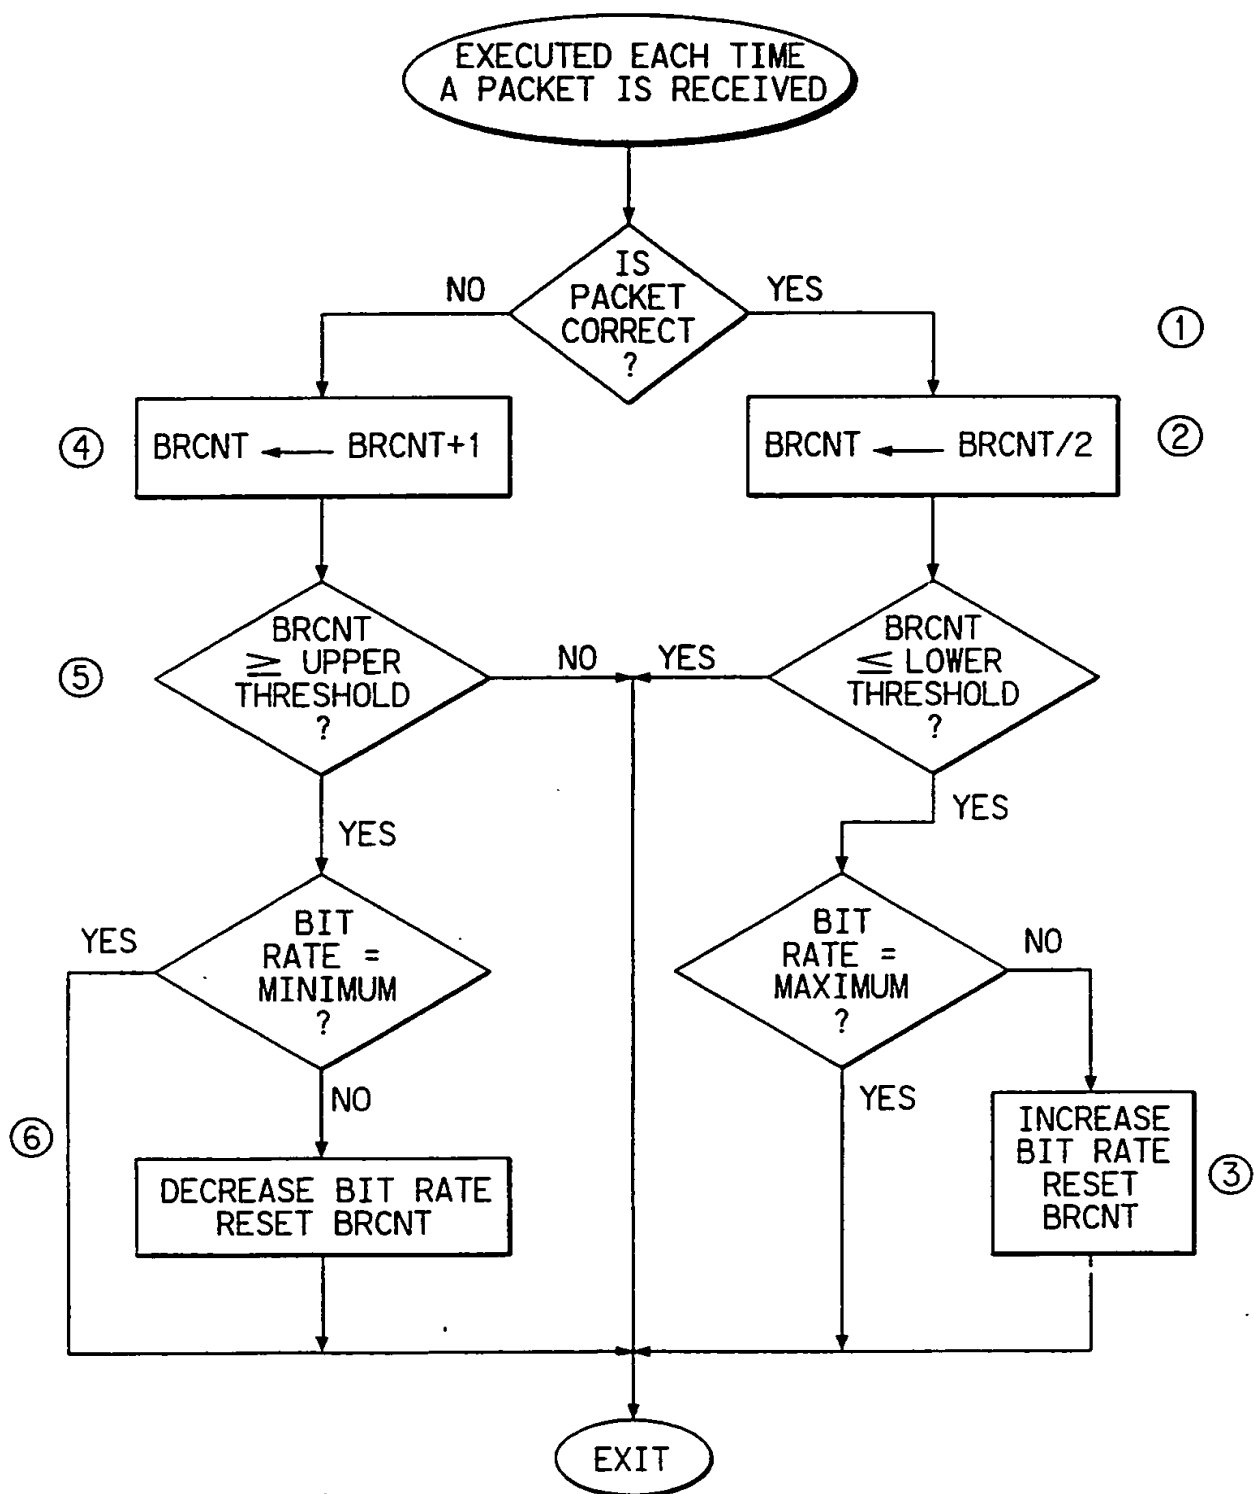 EXECUTED EACH TIME
A PACKET IS RECEIVED
IS
PACKET
CORRECT
?
NO
YES
①
④
BRCNT ← BRCNT+1
BRCNT ← BRCNT/2
②
⑤
BRCNT
≥ UPPER
THRESHOLD
?
NO
YES
BRCNT
≤ LOWER
THRESHOLD
?
YES
YES
YES
BIT
RATE =
MINIMUM
?
BIT
RATE =
MAXIMUM
?
NO
NO
YES
⑥
DECREASE BIT RATE
RESET BRCNT
INCREASE
BIT RATE
RESET
BRCNT
③
EXIT